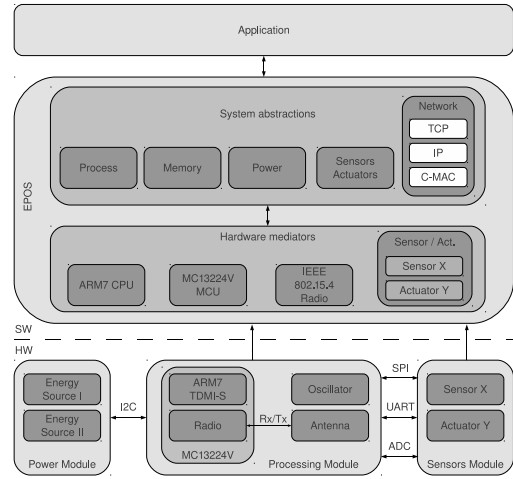 Application
EPOS
System abstractions
Process
Memory
Power
Sensors
Actuators
Network
TCP
IP
C-MAC
Hardware mediators
ARM7 CPU
MC13224V
MCU
IEEE
802.15.4
Radio
Sensor / Act.
Sensor X
Actuator Y
SW
HW
Energy
Source I
Energy
Source II
Power Module
I2C
ARM7
TDMI-S
Radio
MC13224V
Rx/Tx
Oscillator
Antenna
Processing Module
SPI
UART
ADC
Sensor X
Actuator Y
Sensors Module